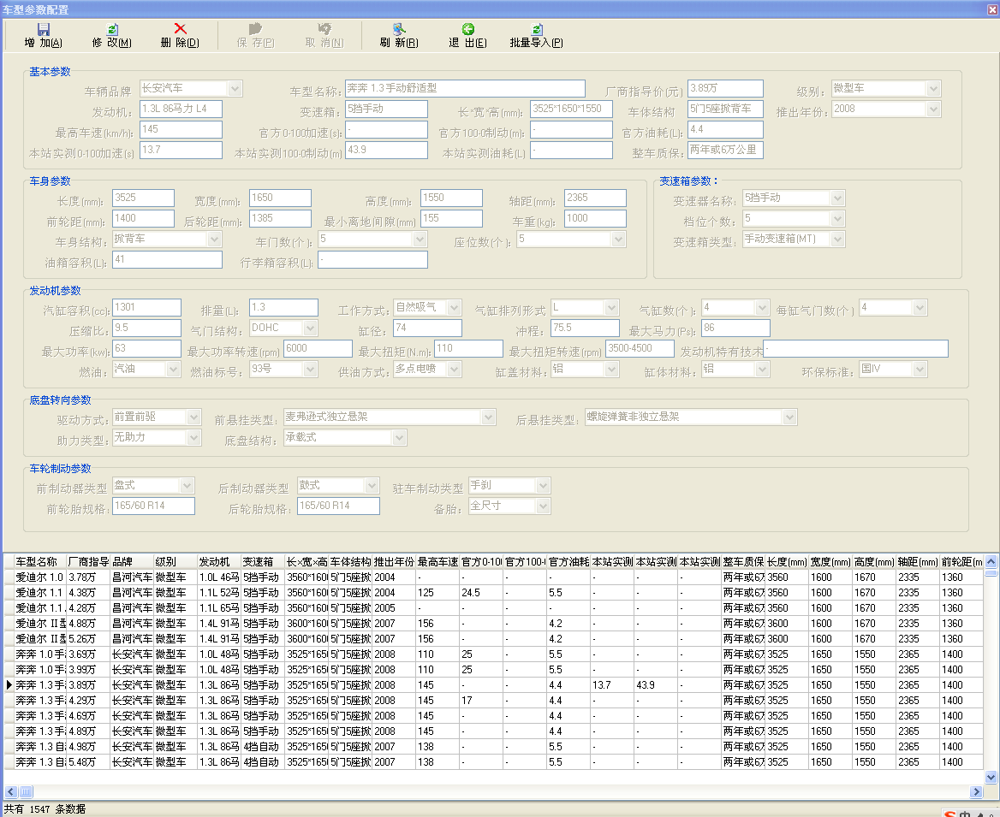 车型参数配置
增 加(A) 修 改(M) 删 除(D) 保 存(P) 取 消(N) 刷 新(R) 退 出(E) 批量导入(P)
基本参数
车辆品牌 长安汽车 车型名称: 奔奔 1.3手动舒适型 厂商指导价(元) 3.89万 级别: 微型车
发动机: 1.3L 86马力 L4 变速箱: 5挡手动 长*宽*高(mm): 3525*1650*1550 车体结构 5门5座掀背车 推出年份: 2008
最高车速(km/h): 145 官方0-100加速(s): - 官方100-0制动(m): - 官方油耗(L): 4.4
本站实测0-100加速(s) 13.7 本站实测100-0制动(m) 43.9 本站实测油耗(L) - 整车质保: 两年或6万公里
车身参数 变速箱参数:
长度(mm): 3525 宽度(mm): 1650 高度(mm): 1550 轴距(mm): 2365 变速器名称: 5挡手动
前轮距(mm): 1400 后轮距(mm): 1385 最小离地间隙(mm) 155 车重(kg): 1000 档位个数: 5
车身结构: 掀背车 车门数(个): 5 座位数(个): 5 变速箱类型: 手动变速箱(MT)
油箱容积(L): 41 行李箱容积(L): -
发动机参数
汽缸容积(cc): 1301 排量(L): 1.3 工作方式: 自然吸气 气缸排列形式 L 气缸数(个): 4 每缸气门数(个) 4
压缩比: 9.5 气门结构: DOHC 缸径: 74 冲程: 75.5 最大马力(Ps): 86
最大功率(kw): 63 最大功率转速(rpm) 6000 最大扭矩(N.m): 110 最大扭矩转速(rpm) 3500-4500 发动机特有技术 -
燃油: 汽油 燃油标号: 93号 供油方式: 多点电喷 缸盖材料: 铝 缸体材料: 铝 环保标准: 国IV
底盘转向参数
驱动方式: 前置前驱 前悬挂类型: 麦弗逊式独立悬架 后悬挂类型: 螺旋弹簧非独立悬架
助力类型: 无助力 底盘结构: 承载式
车轮制动参数
前制动器类型 盘式 后制动器类型 鼓式 驻车制动类型 手刹
前轮胎规格: 165/60 R14 后轮胎规格: 165/60 R14 备胎: 全尺寸
车型名称 厂商指导 品牌 级别 发动机 变速箱 长×宽×高 车体结构 推出年份 最高车速 官方0-10 官方100- 官方油耗 本站实测 本站实测 本站实测 整车质保 长度(mm) 宽度(mm) 高度(mm) 轴距(mm) 前轮距(m
爱迪尔 1.0 3.78万 昌河汽车 微型车 1.0L 46马 5挡手动 3560*160 5门5座掀 2004 - - - - - - - 两年或6万 3560 1600 1670 2335 1360
爱迪尔 1.1 4.38万 昌河汽车 微型车 1.1L 52马 5挡手动 3560*160 5门5座掀 2004 125 24.5 - 5.5 - - - 两年或6万 3560 1600 1670 2335 1360
爱迪尔 1.1. 4.28万 昌河汽车 微型车 1.1L 65马 5挡手动 3560*160 5门5座掀 2005 - - - - - - - 两年或6万 3560 1600 1670 2335 1360
爱迪尔 II型 4.88万 昌河汽车 微型车 1.4L 91马 5挡手动 3600*160 5门5座掀 2007 156 - - 4.2 - - - 两年或6万 3600 1600 1670 2335 1360
爱迪尔 II型 5.26万 昌河汽车 微型车 1.4L 91马 5挡手动 3600*160 5门5座掀 2007 156 - - 4.2 - - - 两年或6万 3600 1600 1670 2335 1360
奔奔 1.0手 3.69万 长安汽车 微型车 1.0L 48马 5挡手动 3525*165 5门5座掀 2008 110 25 - 5.5 - - - 两年或6万 3525 1650 1550 2365 1400
奔奔 1.0手 3.99万 长安汽车 微型车 1.0L 48马 5挡手动 3525*165 5门5座掀 2008 110 25 - 5.5 - - - 两年或6万 3525 1650 1550 2365 1400
奔奔 1.3手 3.89万 长安汽车 微型车 1.3L 86马 5挡手动 3525*165 5门5座掀 2008 145 - - 4.4 13.7 43.9 - 两年或6万 3525 1650 1550 2365 1400
奔奔 1.3手 4.29万 长安汽车 微型车 1.3L 86马 5挡手动 3525*165 5门5座掀 2008 145 17 - 4.4 - - - 两年或6万 3525 1650 1550 2365 1400
奔奔 1.3手 4.69万 长安汽车 微型车 1.3L 86马 5挡手动 3525*165 5门5座掀 2008 145 - - 4.4 - - - 两年或6万 3525 1650 1550 2365 1400
奔奔 1.3手 4.89万 长安汽车 微型车 1.3L 86马 5挡手动 3525*165 5门5座掀 2008 145 - - 4.4 - - - 两年或6万 3525 1650 1550 2365 1400
奔奔 1.3 自 4.98万 长安汽车 微型车 1.3L 86马 4挡自动 3525*165 5门5座掀 2007 138 - - 5.5 - - - 两年或6万 3525 1650 1550 2365 1400
奔奔 1.3 自 5.48万 长安汽车 微型车 1.3L 86马 4挡自动 3525*165 5门5座掀 2007 138 - - 5.5 - - - 两年或6万 3525 1650 1550 2365 1400
共有 1547 条数据